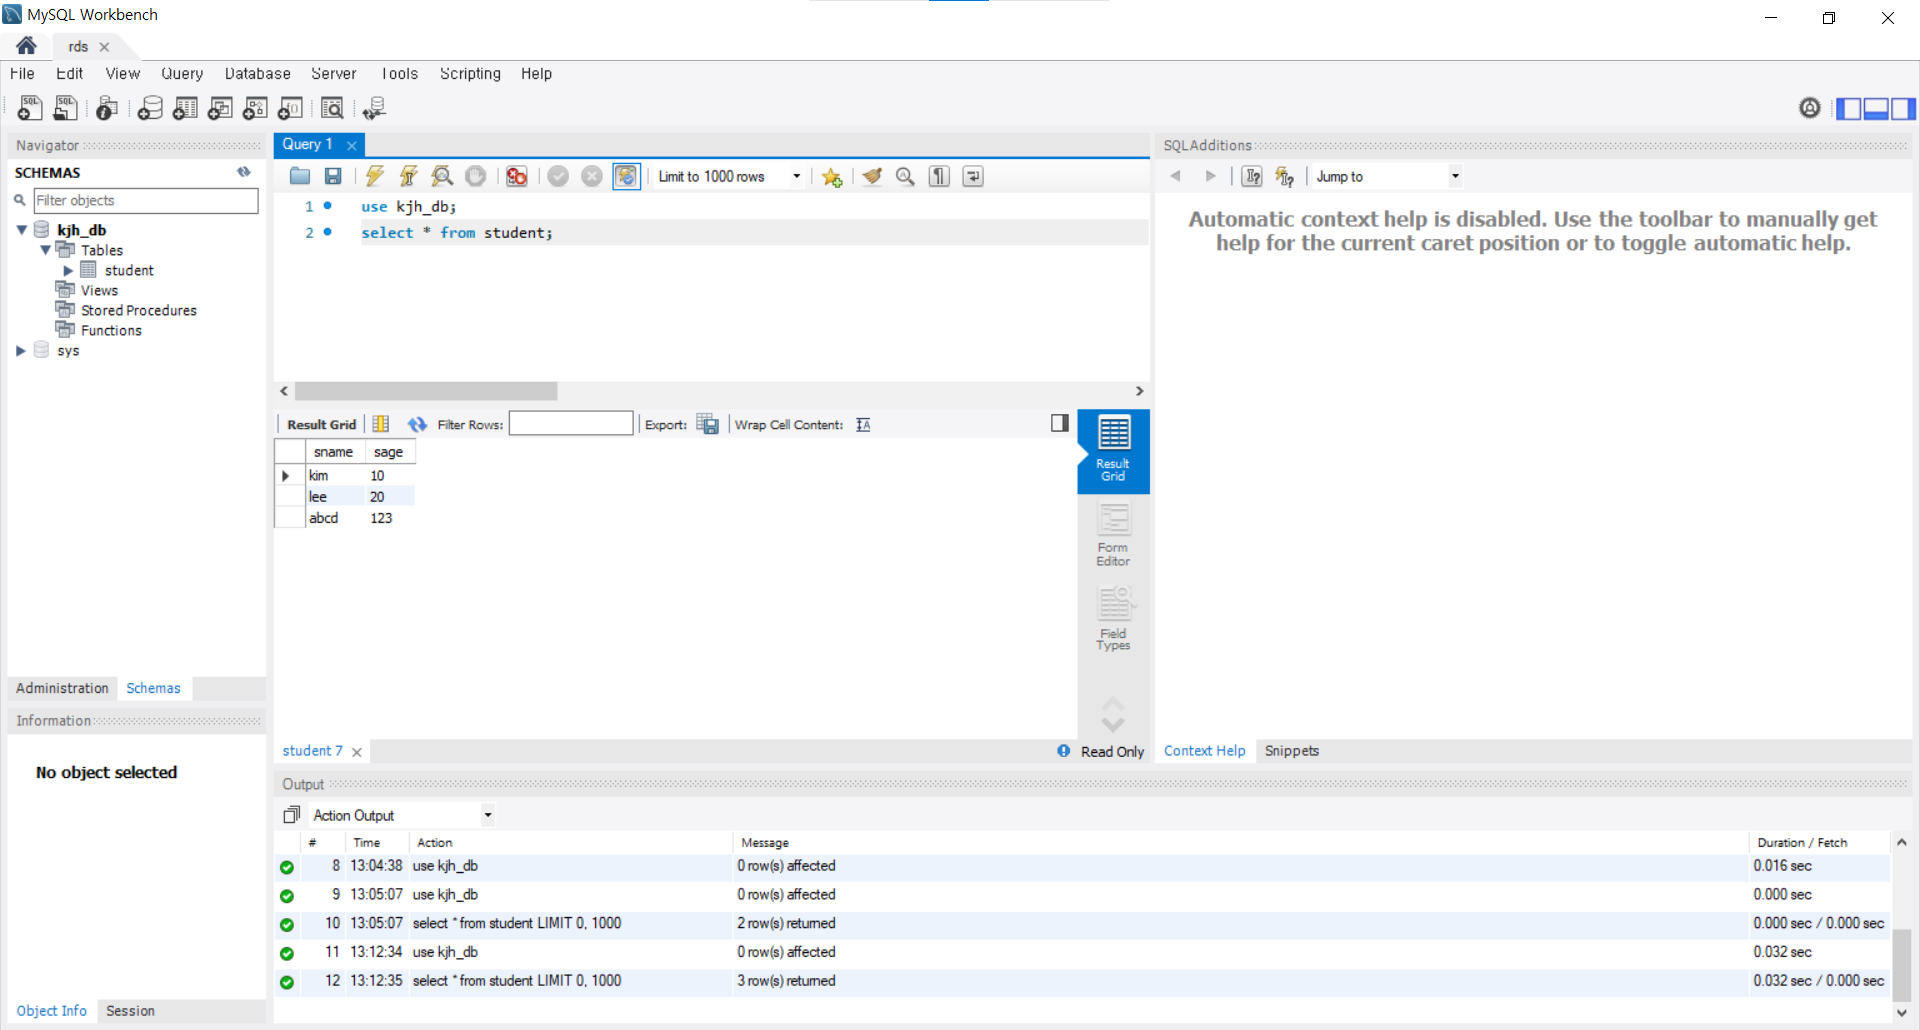 MySQL Workbench
rds
File Edit View Query Database Server Tools Scripting Help
Navigator
SCHEMAS
Filter objects
kjh_db
Tables
student
Views
Stored Procedures
Functions
sys
Administration Schemas
Information
No object selected
Object Info Session
Query 1
Limit to 1000 rows
1 use kjh_db;
2 select * from student;
Result Grid Filter Rows: Export: Wrap Cell Content:
sname sage
kim 10
lee 20
abcd 123
Result
Grid
Form
Editor
Field
Types
student 7
Read Only
SQLAdditions
Jump to
Automatic context help is disabled. Use the toolbar to manually get
help for the current caret position or to toggle automatic help.
Context Help Snippets
Output
Action Output
# Time Action Message Duration / Fetch
8 13:04:38 use kjh_db 0 row(s) affected 0.016 sec
9 13:05:07 use kjh_db 0 row(s) affected 0.000 sec
10 13:05:07 select * from student LIMIT 0, 1000 2 row(s) returned 0.000 sec / 0.000 sec
11 13:12:34 use kjh_db 0 row(s) affected 0.032 sec
12 13:12:35 select * from student LIMIT 0, 1000 3 row(s) returned 0.032 sec / 0.000 sec